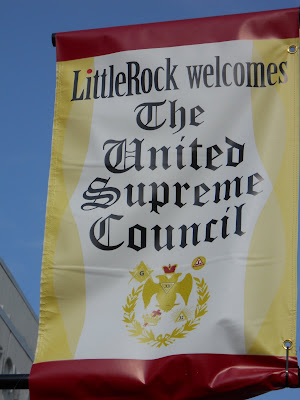 LittleRock welcomes
The
United
Supreme
Council